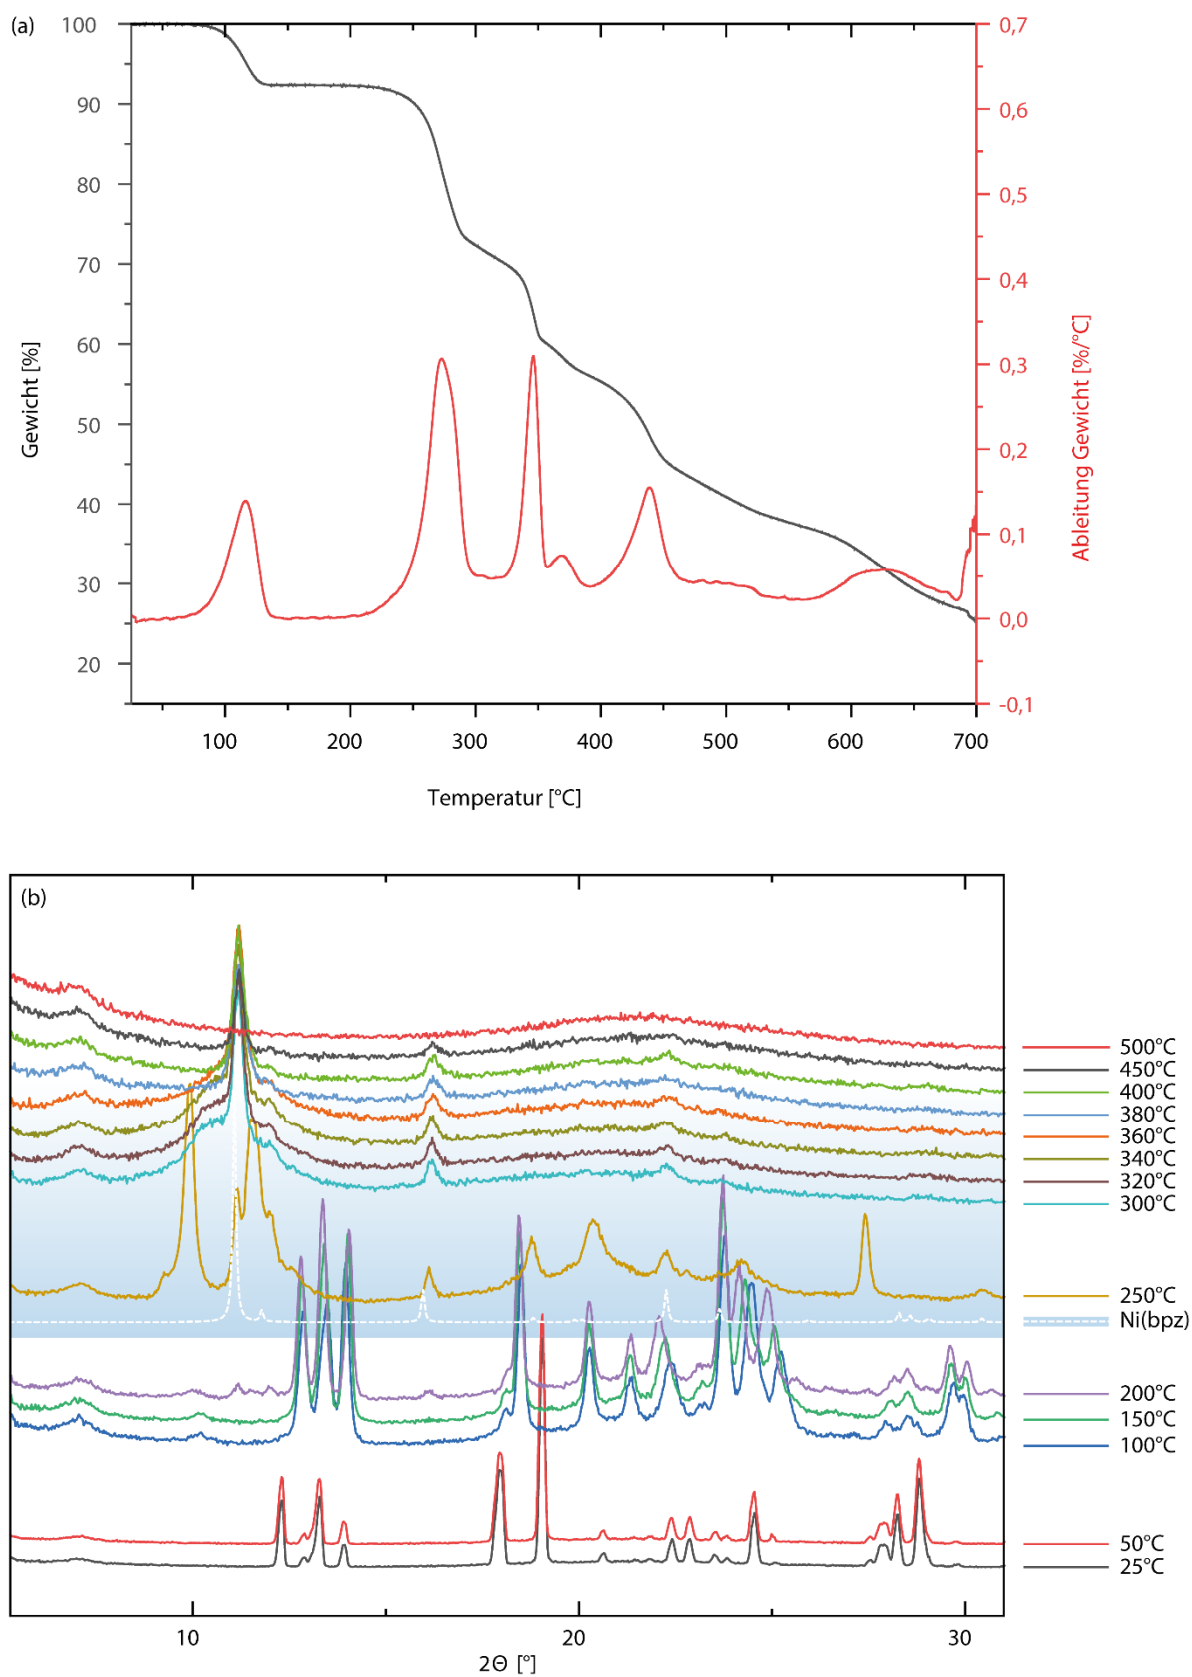 (a)
100
90
80
70
60
50
40
30
20
Gewicht [%]
0,7
0,6
0,5
0,4
0,3
0,2
0,1
0,0
-0,1
Ableitung Gewicht [%/°C]
100 200 300 400 500 600 700
Temperatur [°C]
(b)
500°C
450°C
400°C
380°C
360°C
340°C
320°C
300°C
250°C
Ni(bpz)
200°C
150°C
100°C
50°C
25°C
10 20 30
2Θ [°]